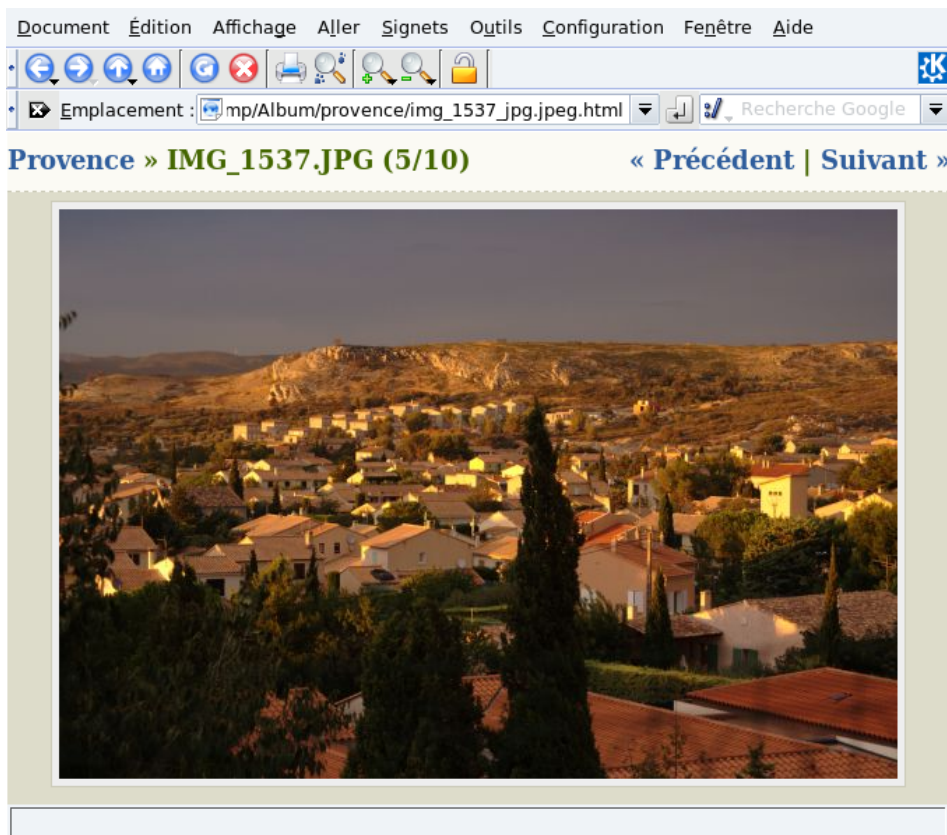 Document Édition Affichage Aller Signets Outils Configuration Fenêtre Aide
Emplacement : mp/Album/provence/img_1537_jpg.jpeg.html Recherche Google
Provence » IMG_1537.JPG (5/10) « Précédent | Suivant »